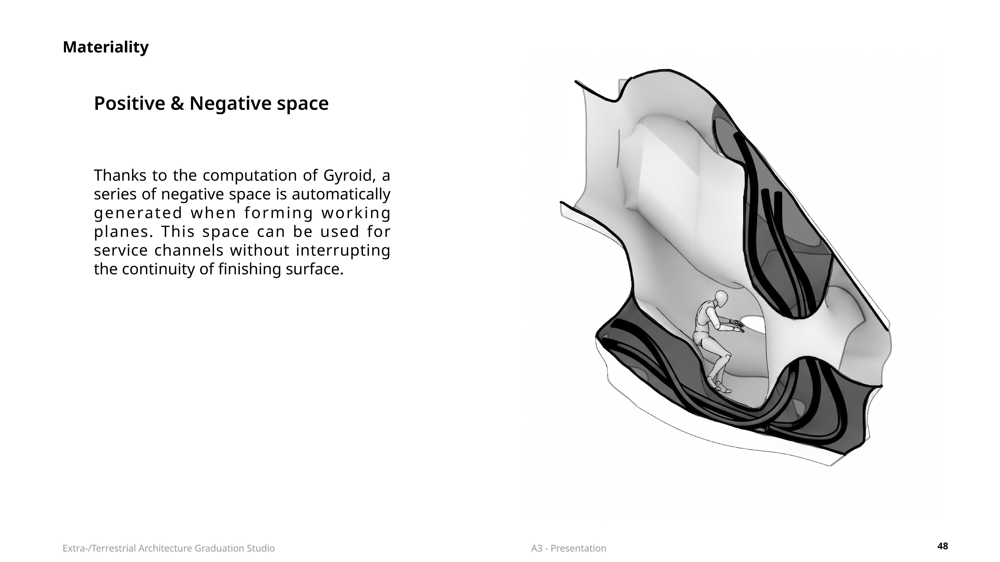 Materiality
Positive & Negative space
Thanks to the computation of Gyroid, a
series of negative space is automatically
generated when forming working
planes. This space can be used for
service channels without interrupting
the continuity of finishing surface.
Extra-/Terrestrial Architecture Graduation Studio
A3 - Presentation
48